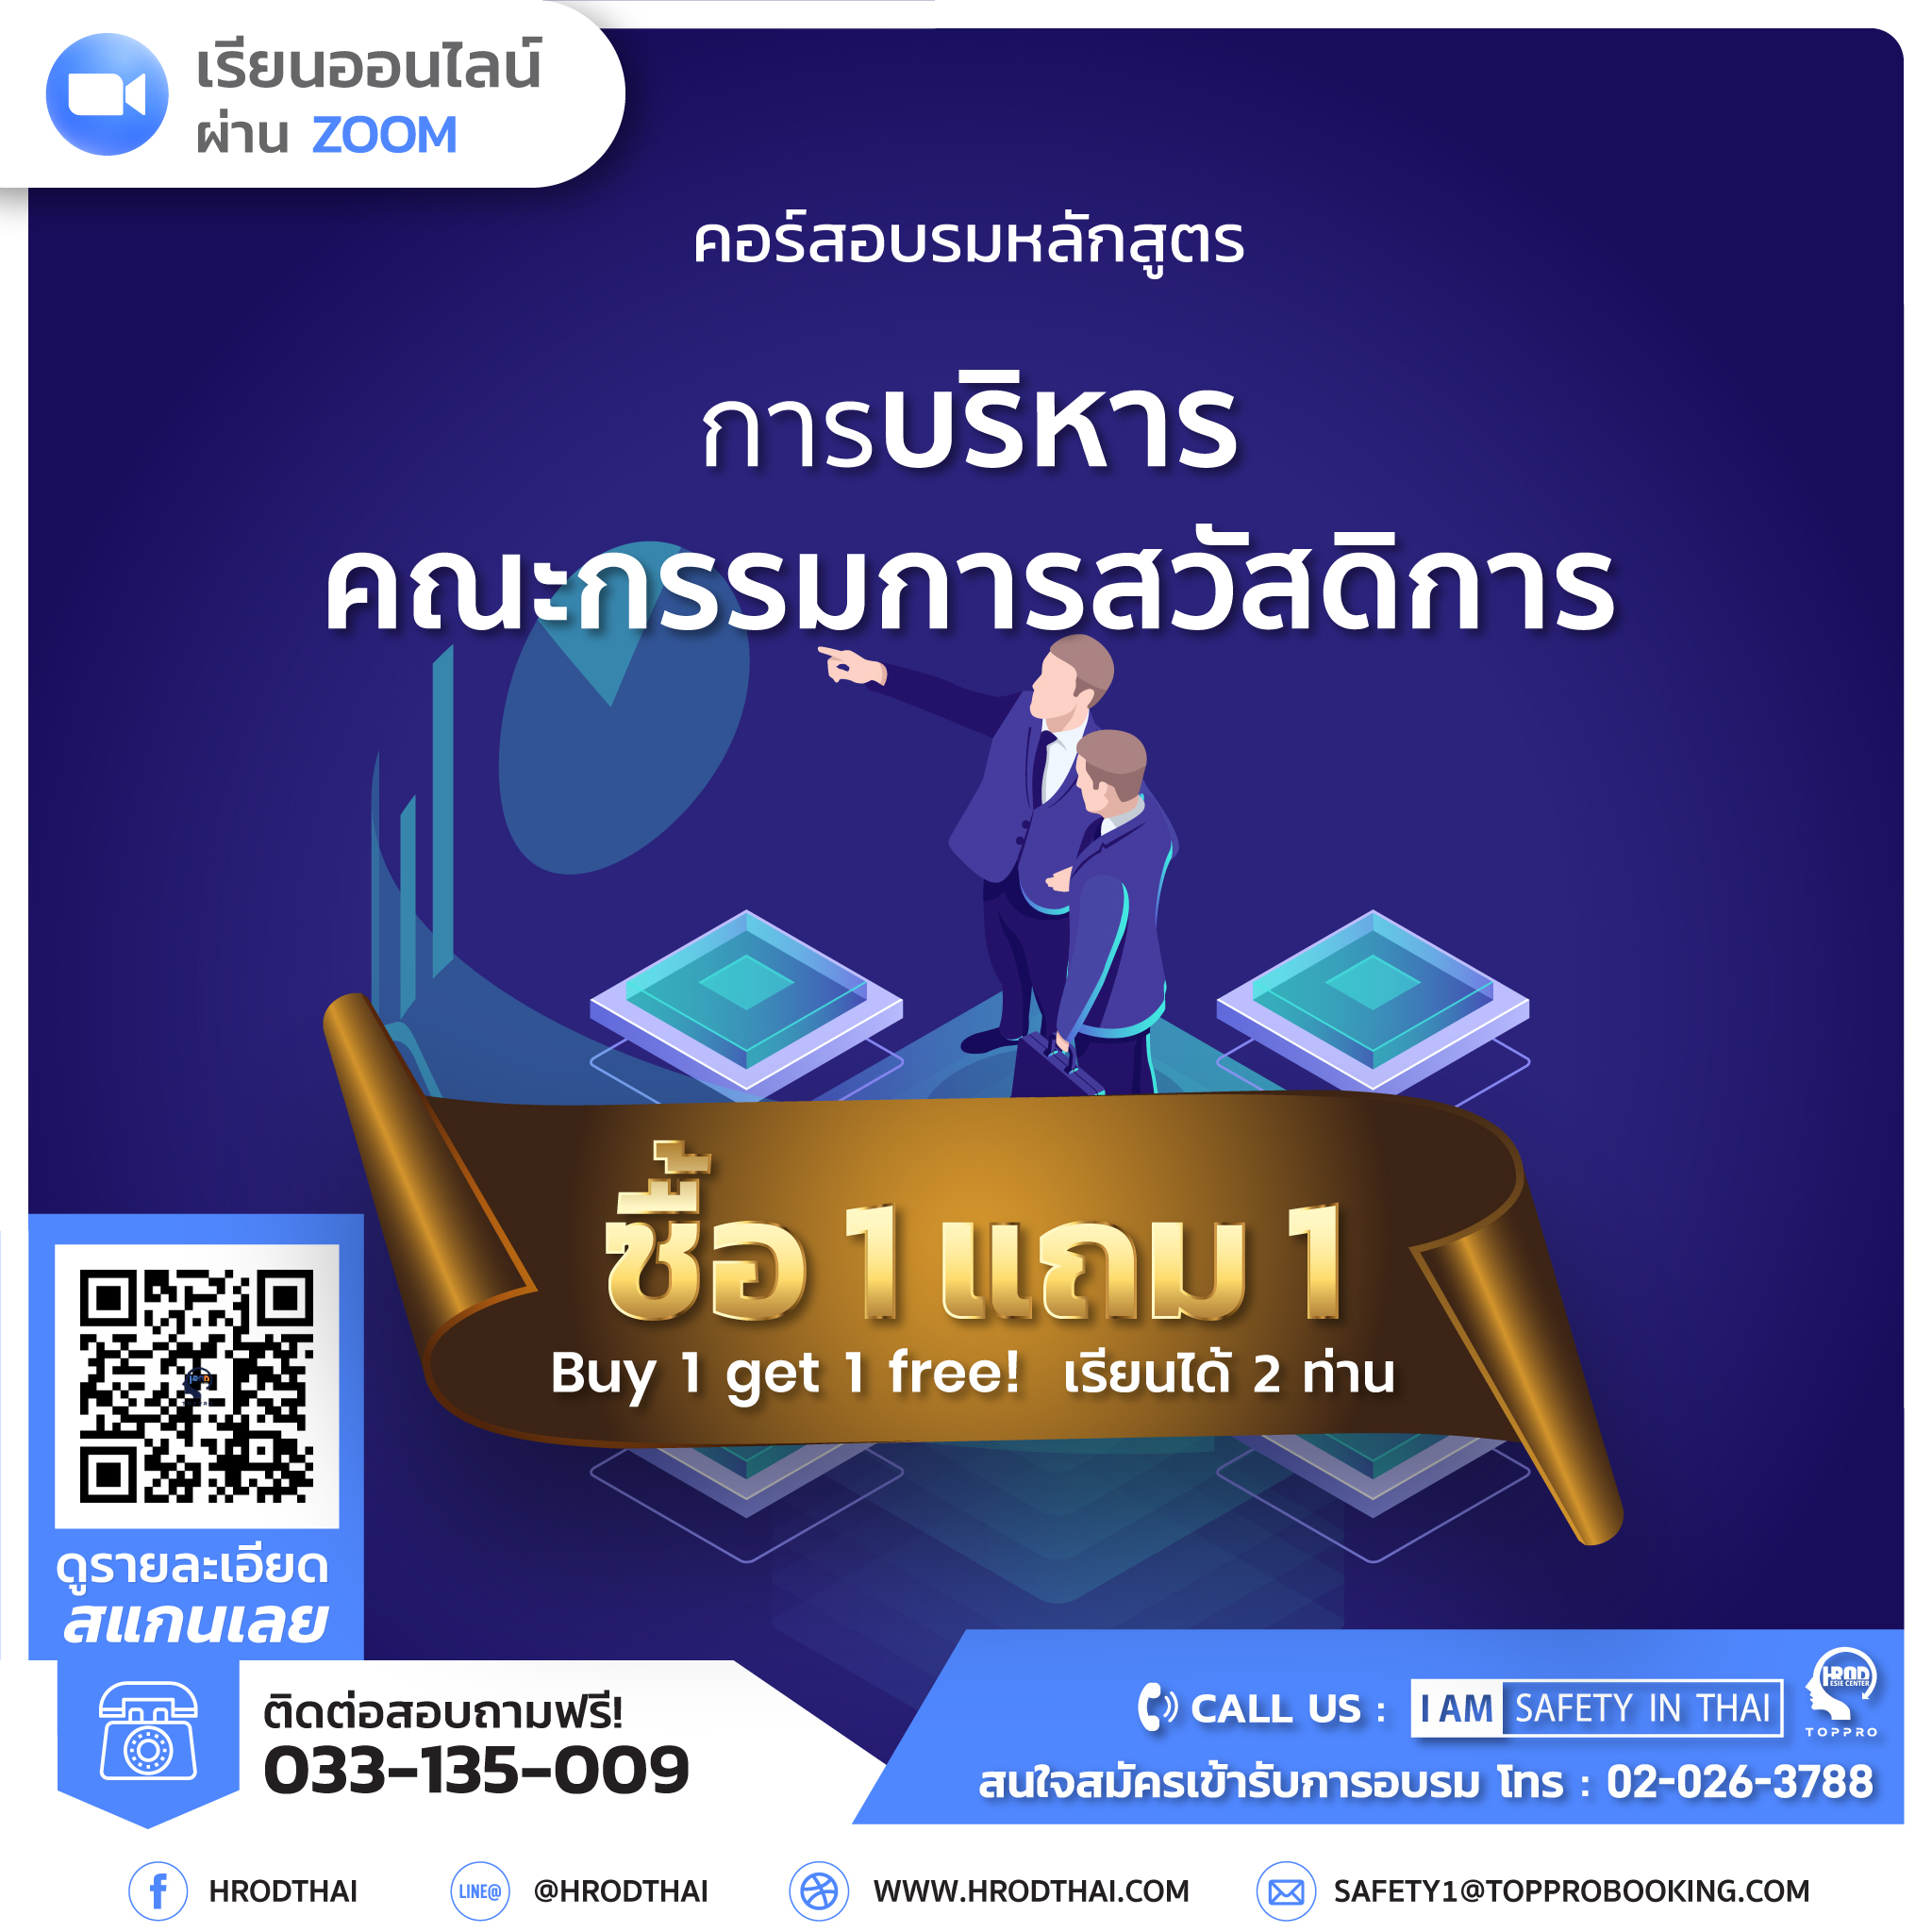 เรียนออนไลน์
ผ่าน ZOOM
คอร์สอบรมหลักสูตร
การบริหาร
คณะกรรมการสวัสดิการ
ซื้อ 1 แถม 1
Buy 1 get 1 free! เรียนได้ 2 ท่าน
ดูรายละเอียด
สแกนเลย
ติดต่อสอบถามฟรี!
033-135-009
CALL US : I AM SAFETY IN THAI
HROD
ESIE CENTER
TOPPRO
สนใจสมัครเข้ารับการอบรม โทร : 02-026-3788
HRODTHAI
LINE@ @HRODTHAI
WWW.HRODTHAI.COM
SAFETY1@TOPPROBOOKING.COM